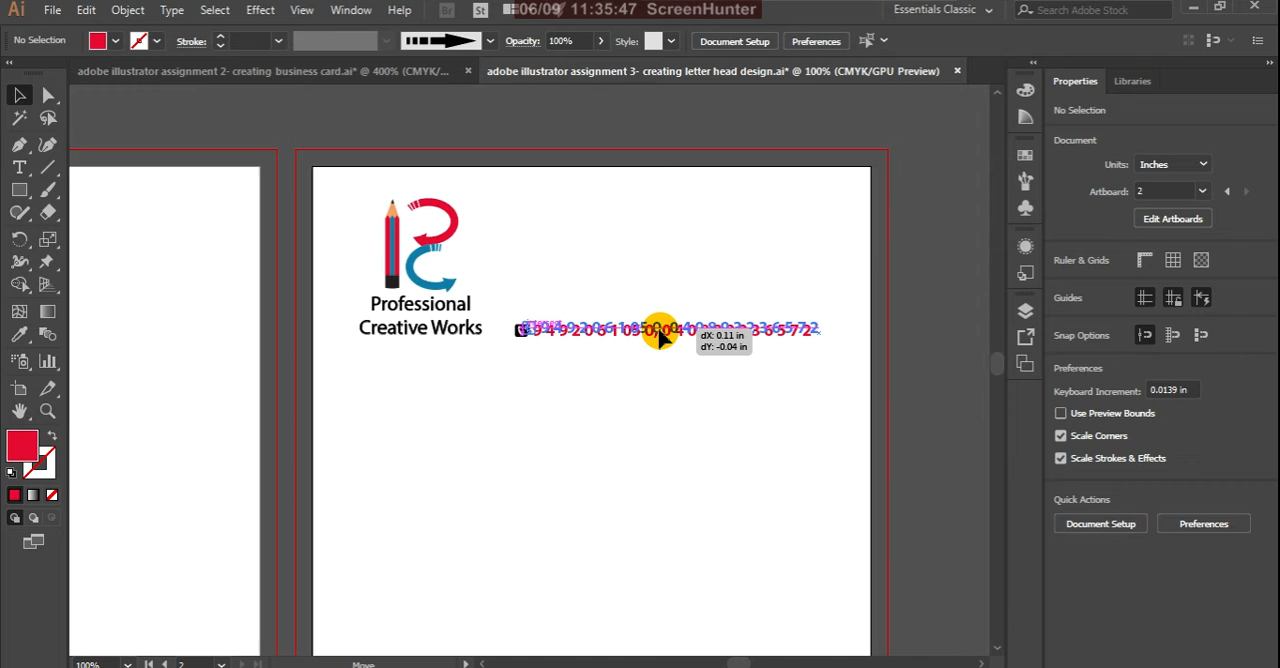 06/09 11:35:47 ScreenHunter
Ai File Edit Object Type Select Effect View Window Help Br St Essentials Classic Search Adobe Stock
No Selection Stroke: Opacity: 100% Style: Document Setup Preferences
adobe illustrator assignment 2- creating business card.ai* @ 400% (CMYK/... × adobe illustrator assignment 3- creating letter head design.ai* @ 100% (CMYK/GPU Preview) ×
Properties Libraries
No Selection
Document
Units: Inches
Artboard: 2
Edit Artboards
Ruler & Grids
Guides
Snap Options
Preferences
Keyboard Increment: 0.0139 in
Use Preview Bounds
Scale Corners
Scale Strokes & Effects
Quick Actions
Document Setup Preferences
Professional
Creative Works
dX: 0.11 in
dY: -0.04 in
100% 2 Move